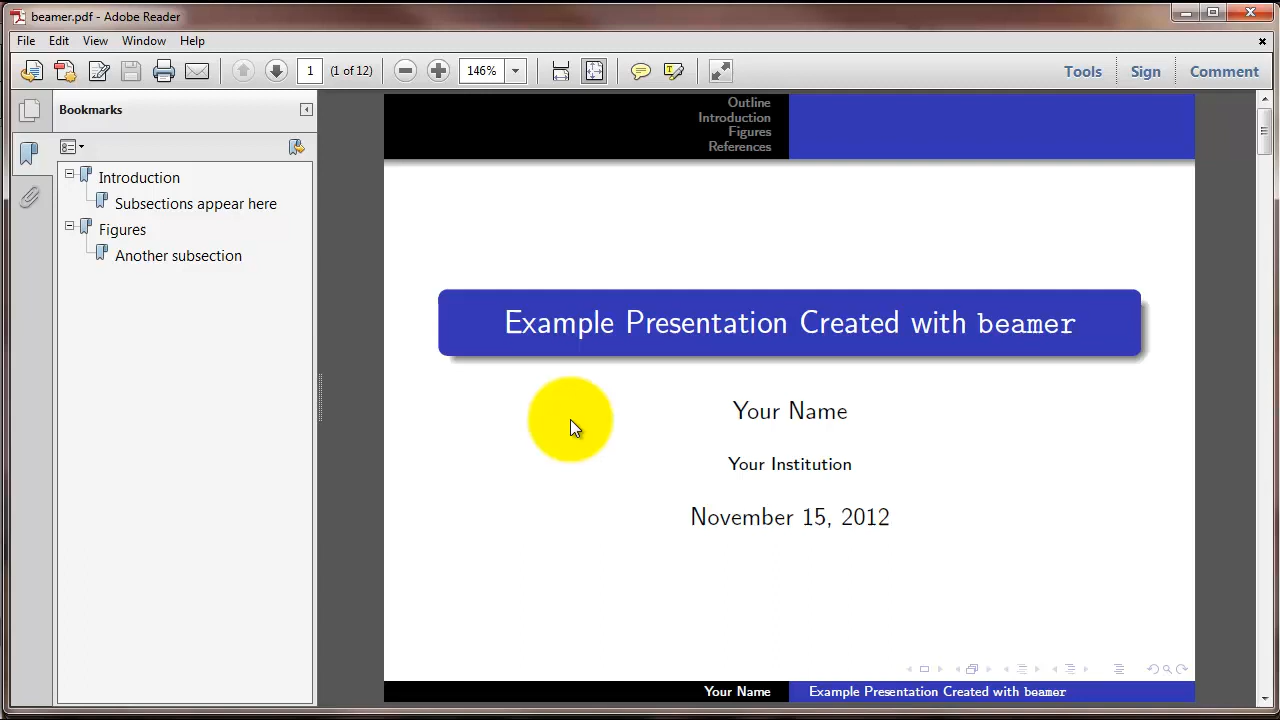 beamer.pdf - Adobe Reader
File Edit View Window Help
1 (1 of 12) 146% Tools Sign Comment
Bookmarks
Introduction
Subsections appear here
Figures
Another subsection
Outline
Introduction
Figures
References
Example Presentation Created with beamer
Your Name
Your Institution
November 15, 2012
Your Name Example Presentation Created with beamer